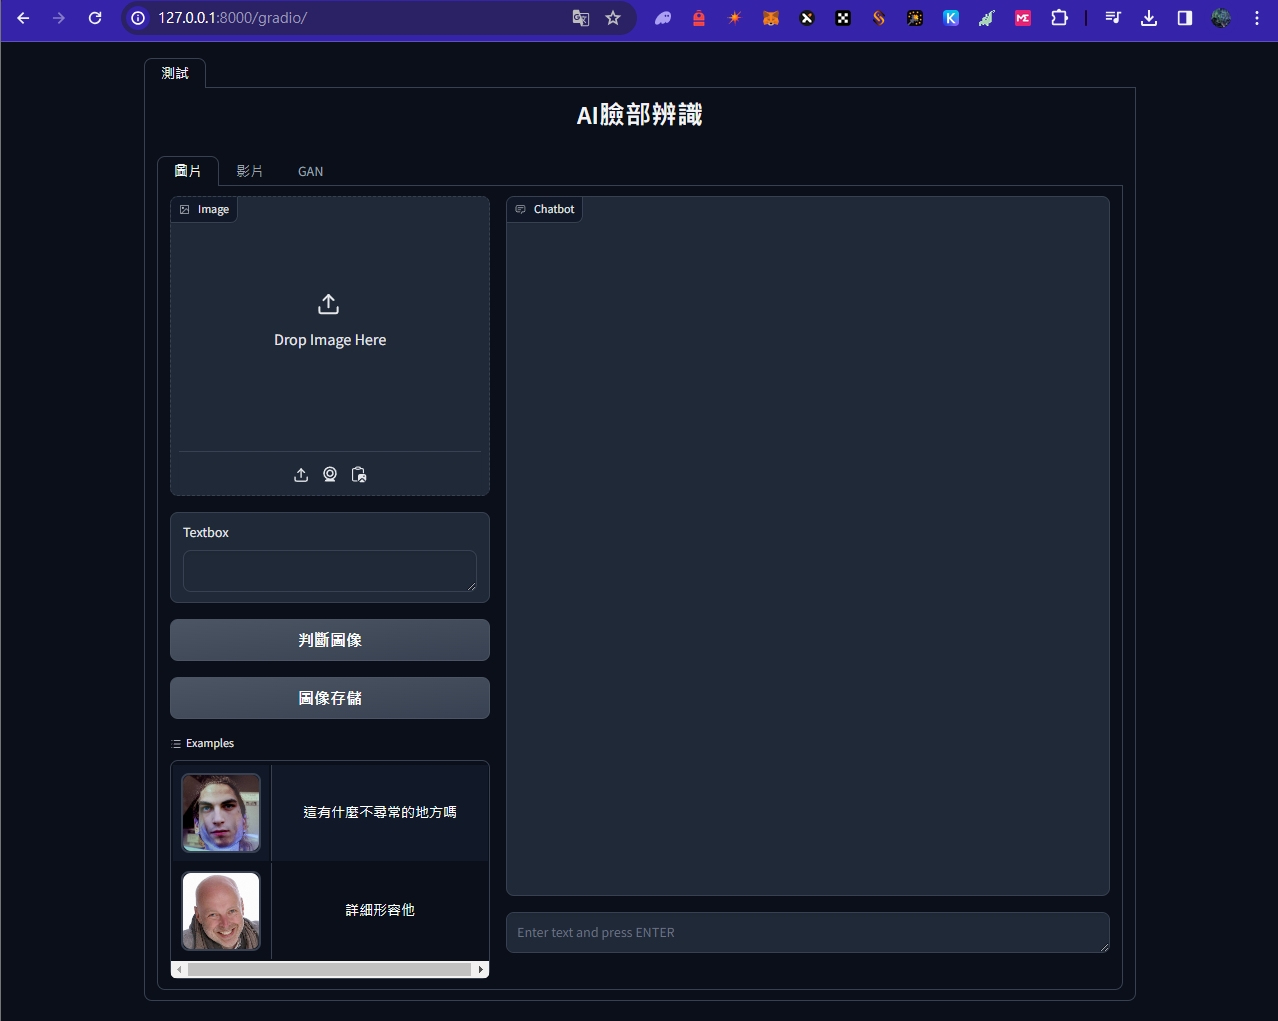 127.0.0.1:8000/gradio/
測試
AI臉部辨識
圖片
影片
GAN
Image
Drop Image Here
Textbox
判斷圖像
圖像存儲
Examples
這有什麼不尋常的地方嗎
詳細形容他
Chatbot
Enter text and press ENTER